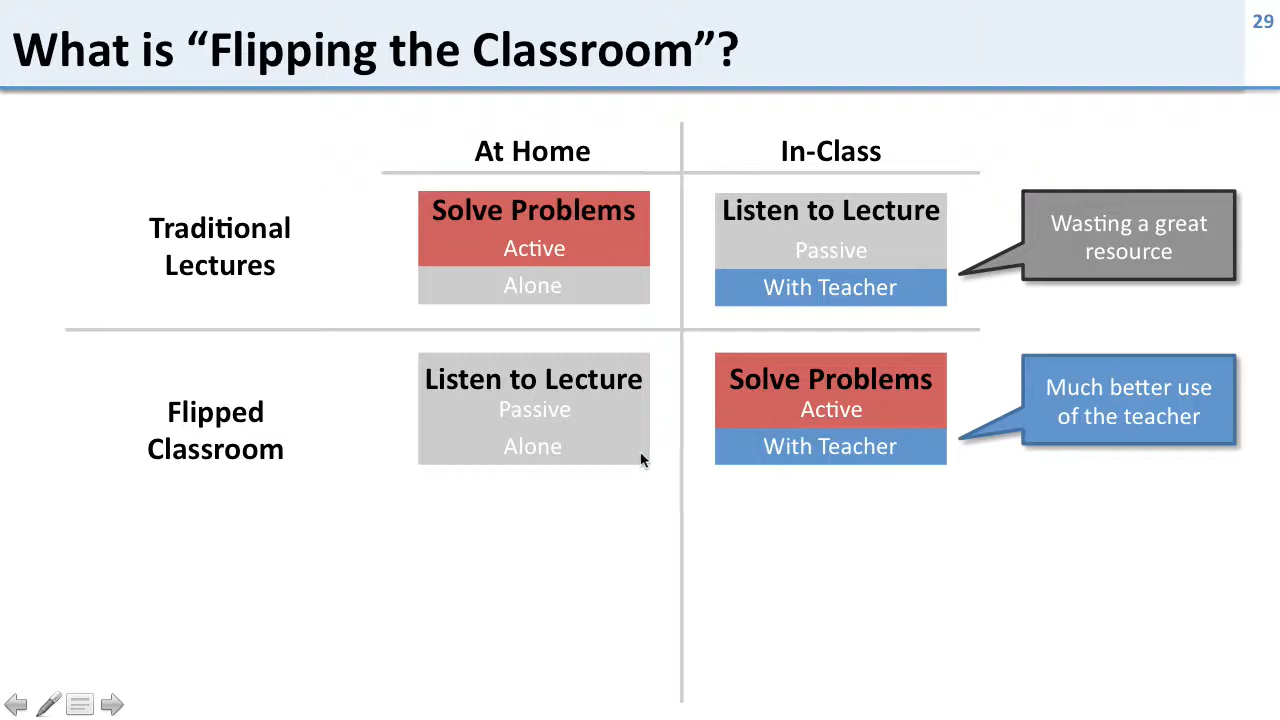 29
What is “Flipping the Classroom”?
At Home
In-Class
Traditional
Lectures
Solve Problems
Active
Alone
Listen to Lecture
Passive
With Teacher
Wasting a great
resource
Flipped
Classroom
Listen to Lecture
Passive
Alone
Solve Problems
Active
With Teacher
Much better use
of the teacher